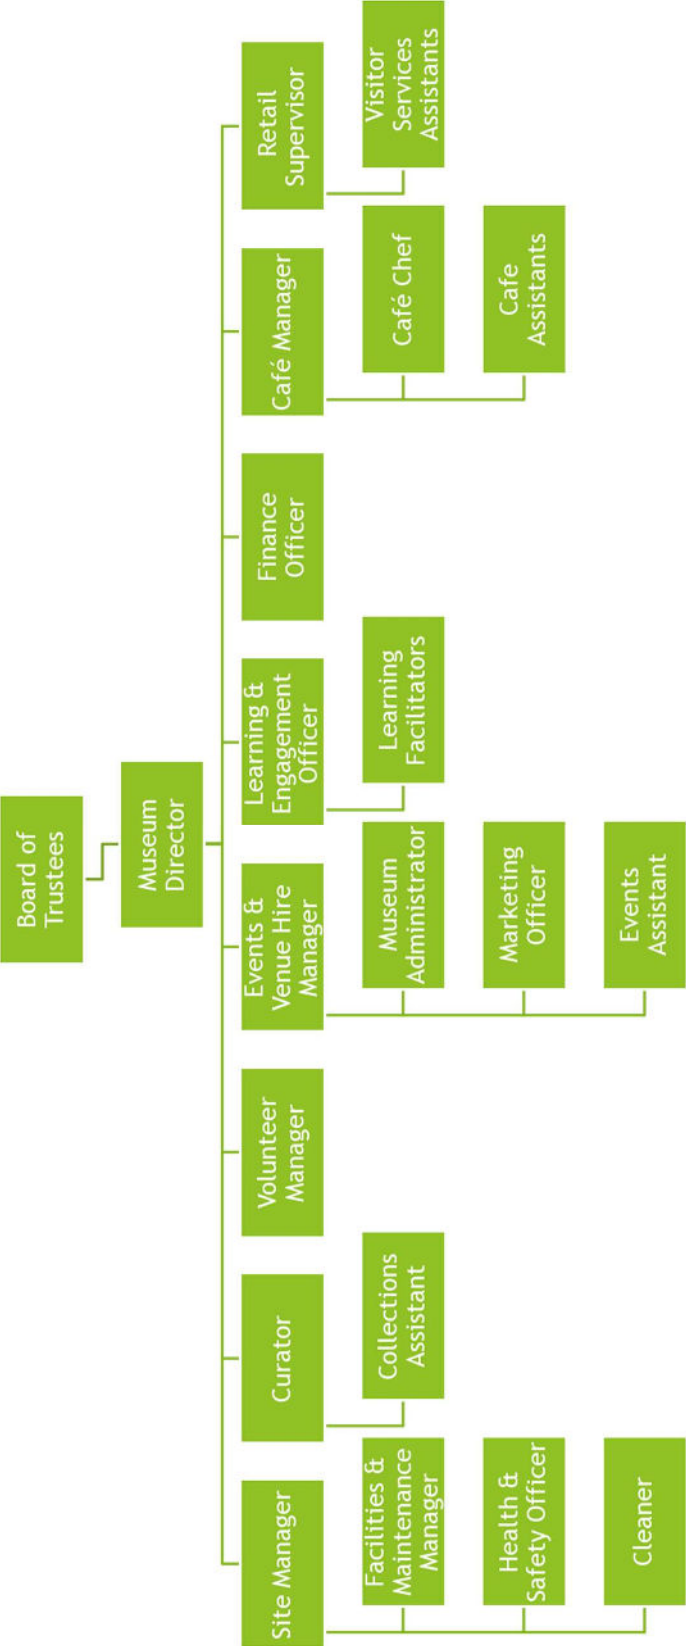 Board of
Trustees
Museum
Director
Site Manager
Curator
Volunteer
Manager
Events &
Venue Hire
Manager
Learning &
Engagement
Officer
Finance
Officer
Café Manager
Retail
Supervisor
Facilities &
Maintenance
Manager
Collections
Assistant
Museum
Administrator
Learning
Facilitators
Café Chef
Visitor
Services
Assistants
Health &
Safety Officer
Marketing
Officer
Cafe
Assistants
Cleaner
Events
Assistant